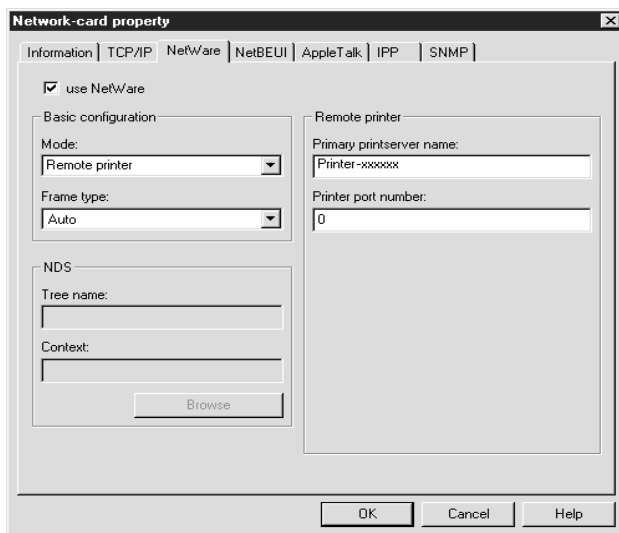 Network-card property
Information TCP/IP NetWare NetBEUI AppleTalk IPP SNMP
use NetWare
Basic configuration
Mode:
Remote printer
Frame type:
Auto
NDS
Tree name:
Context:
Browse
Remote printer
Primary printserver name:
Printer-xxxxxx
Printer port number:
0
OK Cancel Help